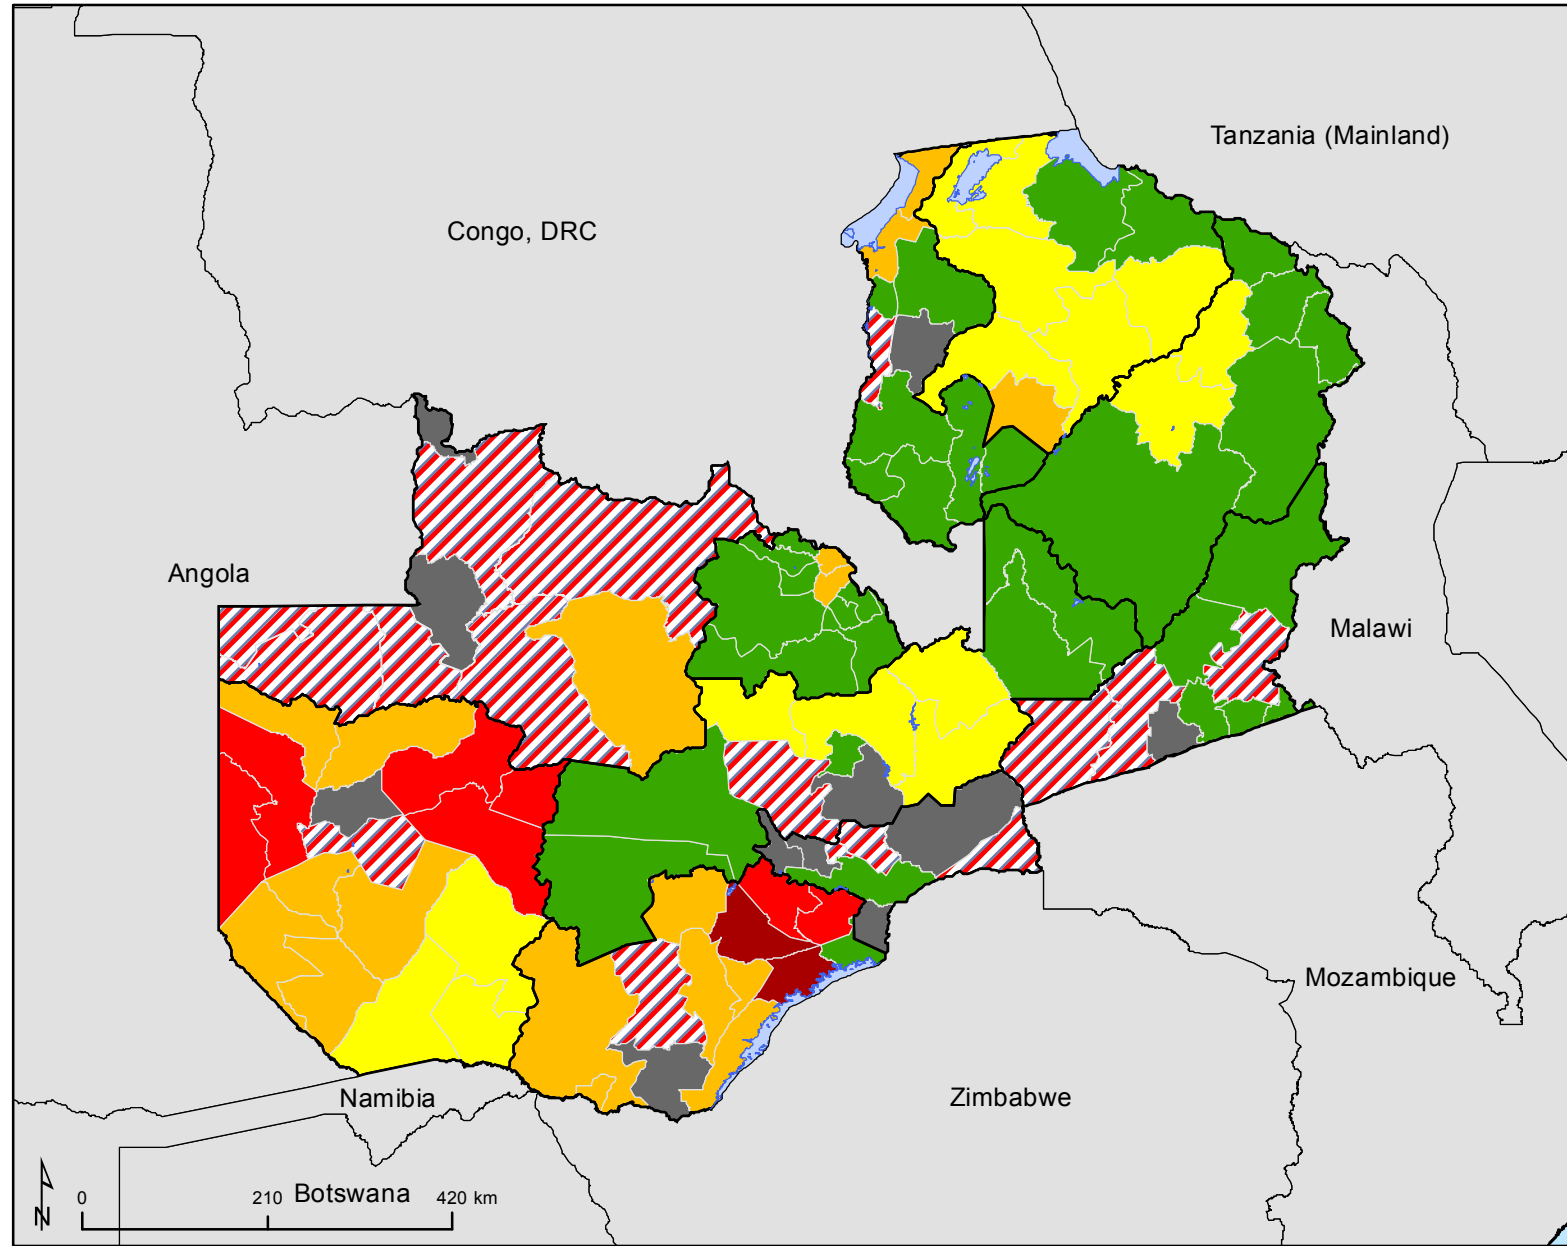 Tanzania (Mainland)
Congo, DRC
Angola
Malawi
Mozambique
Namibia
Zimbabwe
Botswana
0 210 420 km
N